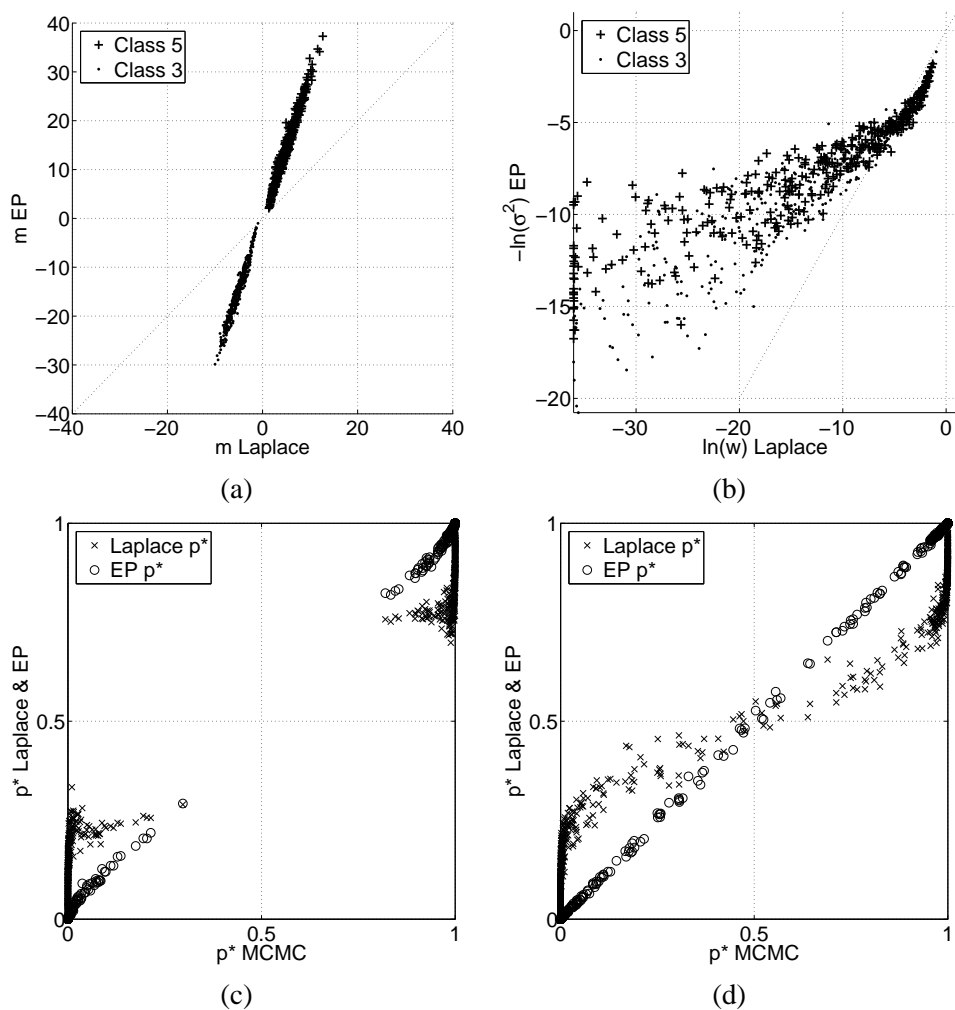 40
30
20
10
0
−10
−20
−30
−40
m EP
+ Class 5
· Class 3
−40
−20
0
20
40
m Laplace
(a)
0
−5
−10
−15
−20
−ln(σ−2) EP
+ Class 5
· Class 3
−30
−20
−10
0
ln(w) Laplace
(b)
1
0.5
0
p* Laplace & EP
× Laplace p*
○ EP p*
0
0.5
1
p* MCMC
(c)
1
0.5
0
p* Laplace & EP
× Laplace p*
○ EP p*
0
0.5
1
p* MCMC
(d)